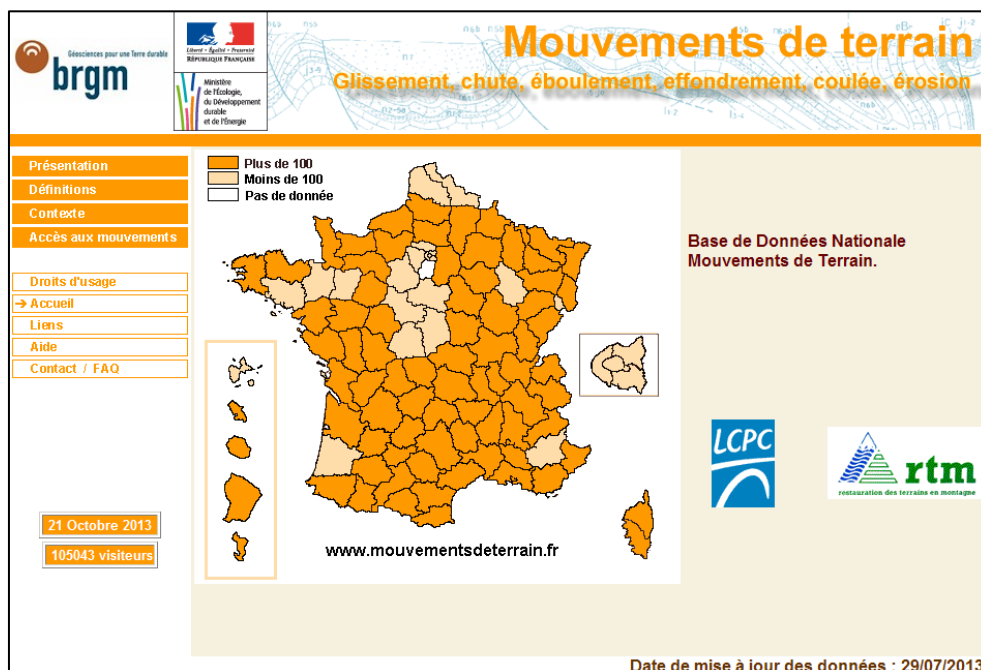 Géosciences pour une Terre durable
brgm
Liberté • Égalité • Fraternité
RÉPUBLIQUE FRANÇAISE
Ministère
de l'Écologie,
du Développement
durable
et de l'Énergie
Mouvements de terrain
Glissement, chute, éboulement, effondrement, coulée, érosion
Présentation
Définitions
Contexte
Accès aux mouvements
Droits d'usage
Accueil
Liens
Aide
Contact / FAQ
21 Octobre 2013
105043 visiteurs
Plus de 100
Moins de 100
Pas de donnée
www.mouvementsdeterrain.fr
Base de Données Nationale
Mouvements de Terrain.
LCPC
rtm
restauration des terrains en montagne
Date de mise à jour des données : 29/07/2013